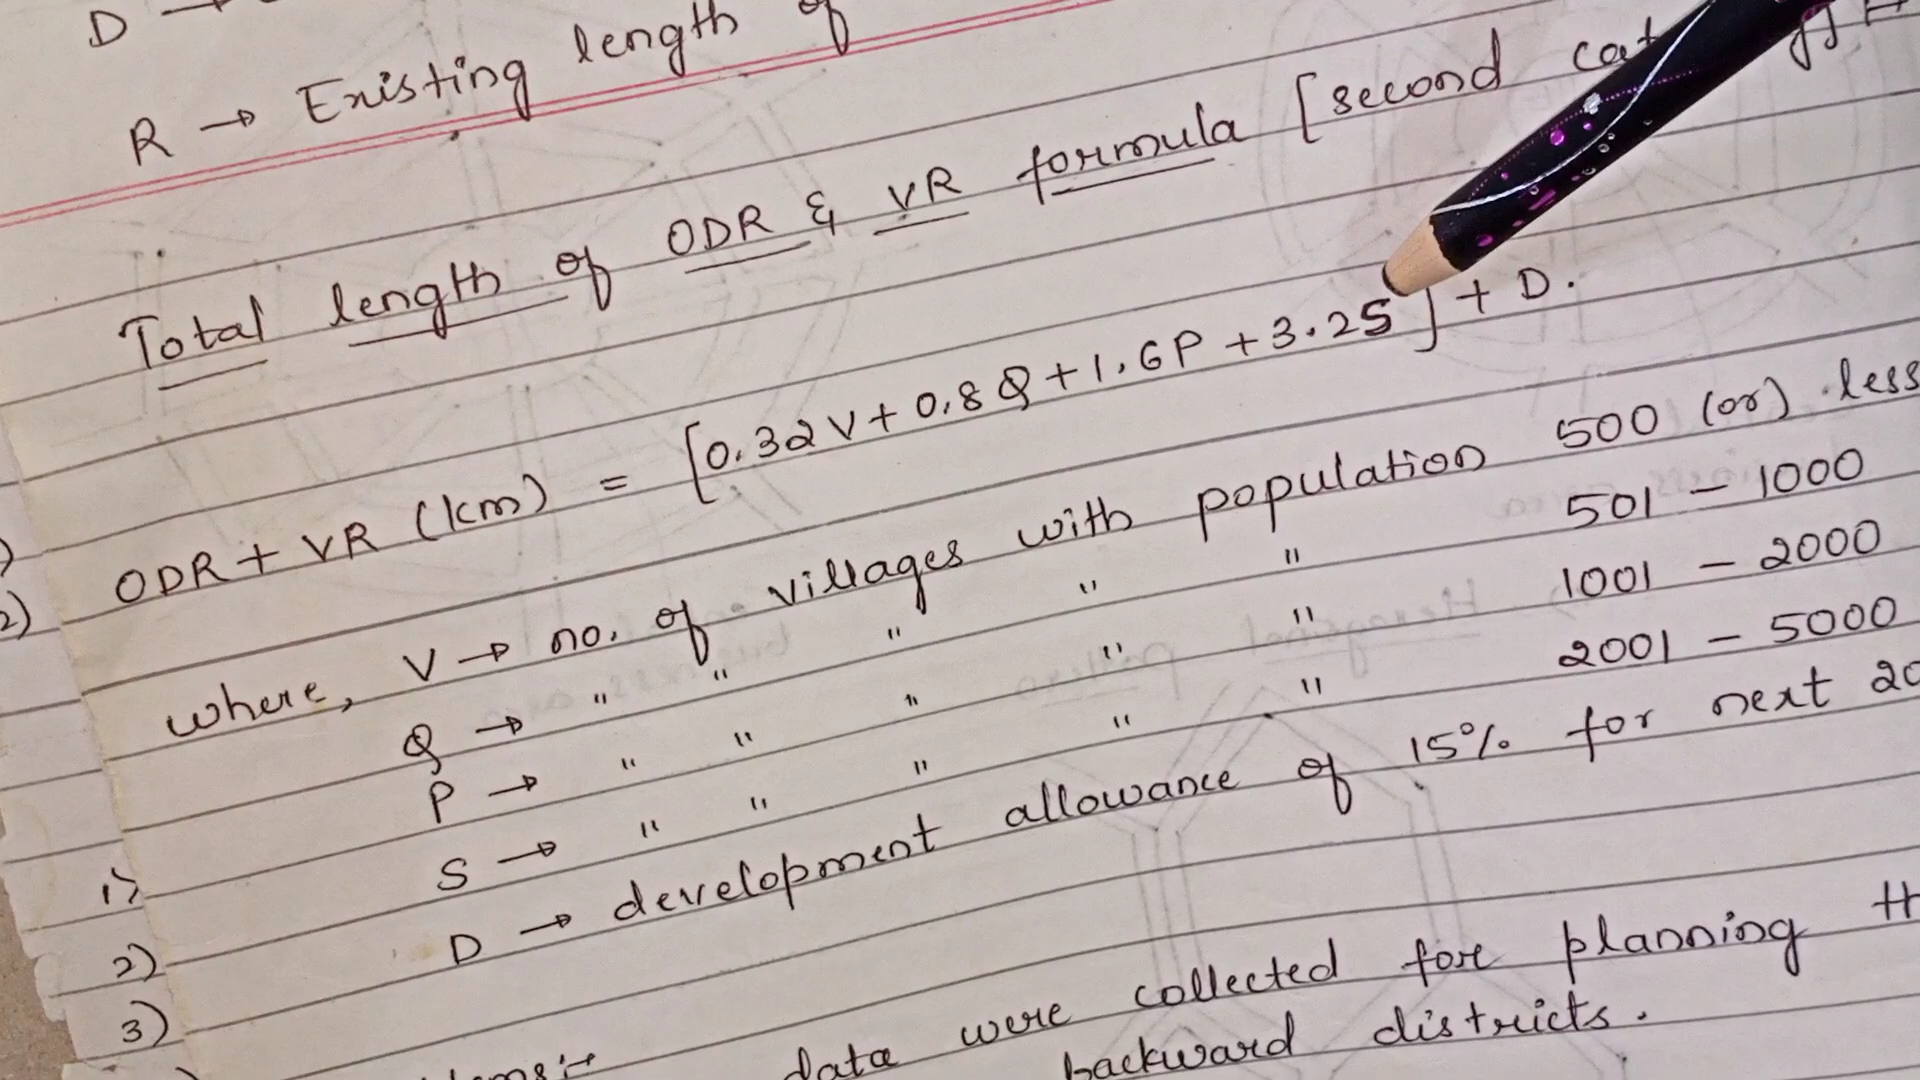 D →
R → Existing length of
Total length of ODR & VR formula [second
ODR + VR (km) = [0.32V + 0.8Q + 1.6P + 3.2S] + D.
where, V → no. of villages with population 500 (or) less
Q → " " " " " 501 - 1000
P → " " " " " 1001 - 2000
S → " " " " " 2001 - 5000
D → development allowance of 15% for next
data were collected for planning
backward districts.
2)
1)
2)
3)